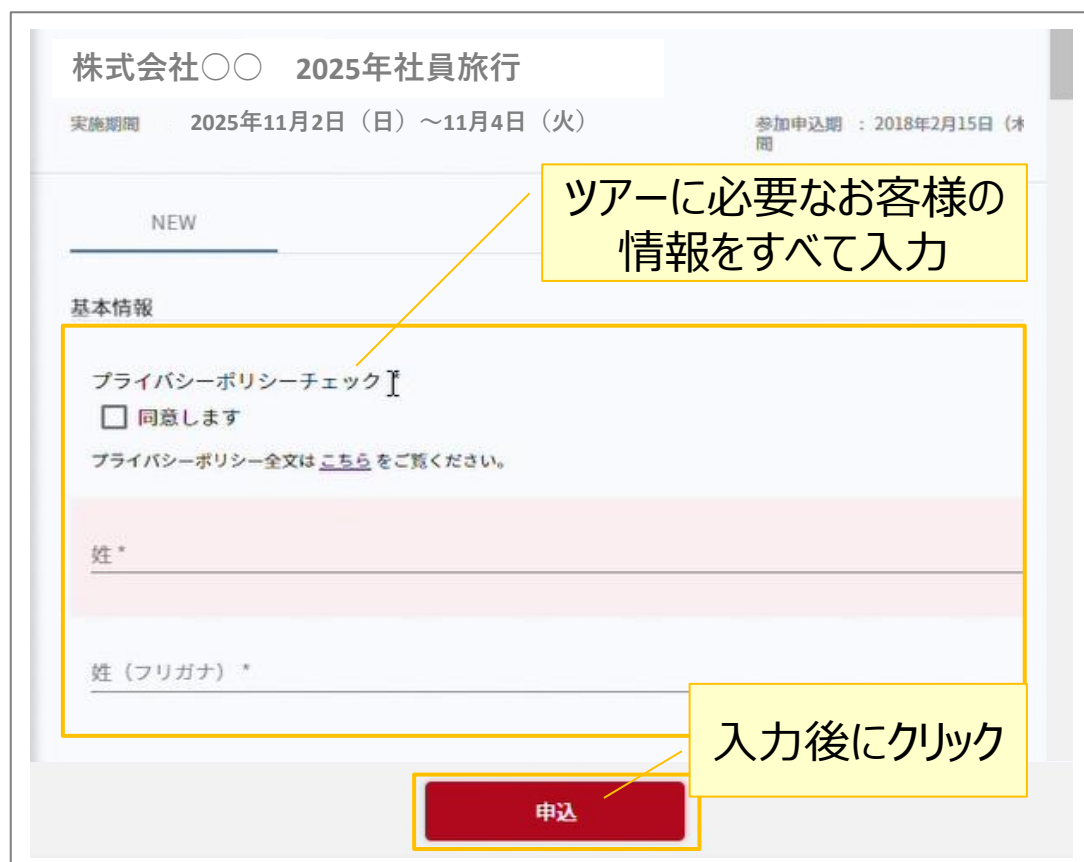 株式会社○○　2025年社員旅行
実施期間　2025年11月2日（日）～11月4日（火）
参加申込期間 : 2018年2月15日（木
ツアーに必要なお客様の
情報をすべて入力
NEW
基本情報
プライバシーポリシーチェック *
同意します
プライバシーポリシー全文は こちら をご覧ください。
姓 *
姓（フリガナ） *
入力後にクリック
申込